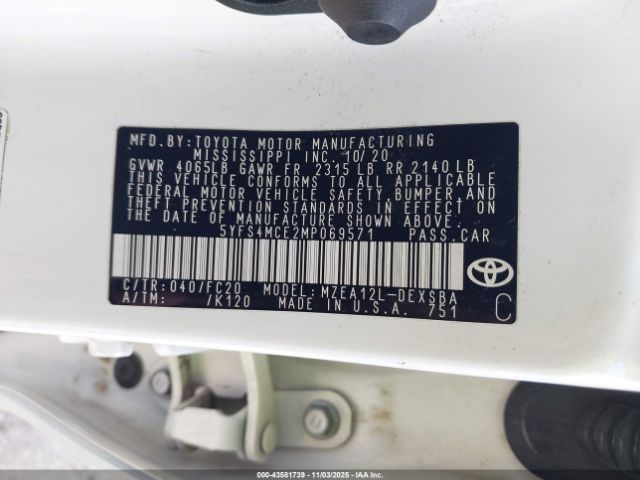 MFD.BY:TOYOTA MOTOR MANUFACTURING
MISSISSIPPI INC. 10/20
GVWR 4065LB GAWR FR 2315 LB RR 2140 LB
THIS VEHICLE CONFORMS TO ALL APPLICABLE
FEDERAL MOTOR VEHICLE SAFETY BUMPER, AND
THEFT PREVENTION STANDARDS IN EFFECT ON
THE DATE OF MANUFACTURE SHOWN ABOVE.
5YFS4MCE2MP069571 PASS.CAR
C/TR: 040/FC20 MODEL: MZEA12L-DEXSBA
A/TM: /K120 MADE IN U.S.A. 751
TOYOTA
C
000-43581739 - 11/03/2025 - IAAI.COM